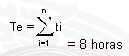 n
Te = Σ ti
i=1
= 8 horas